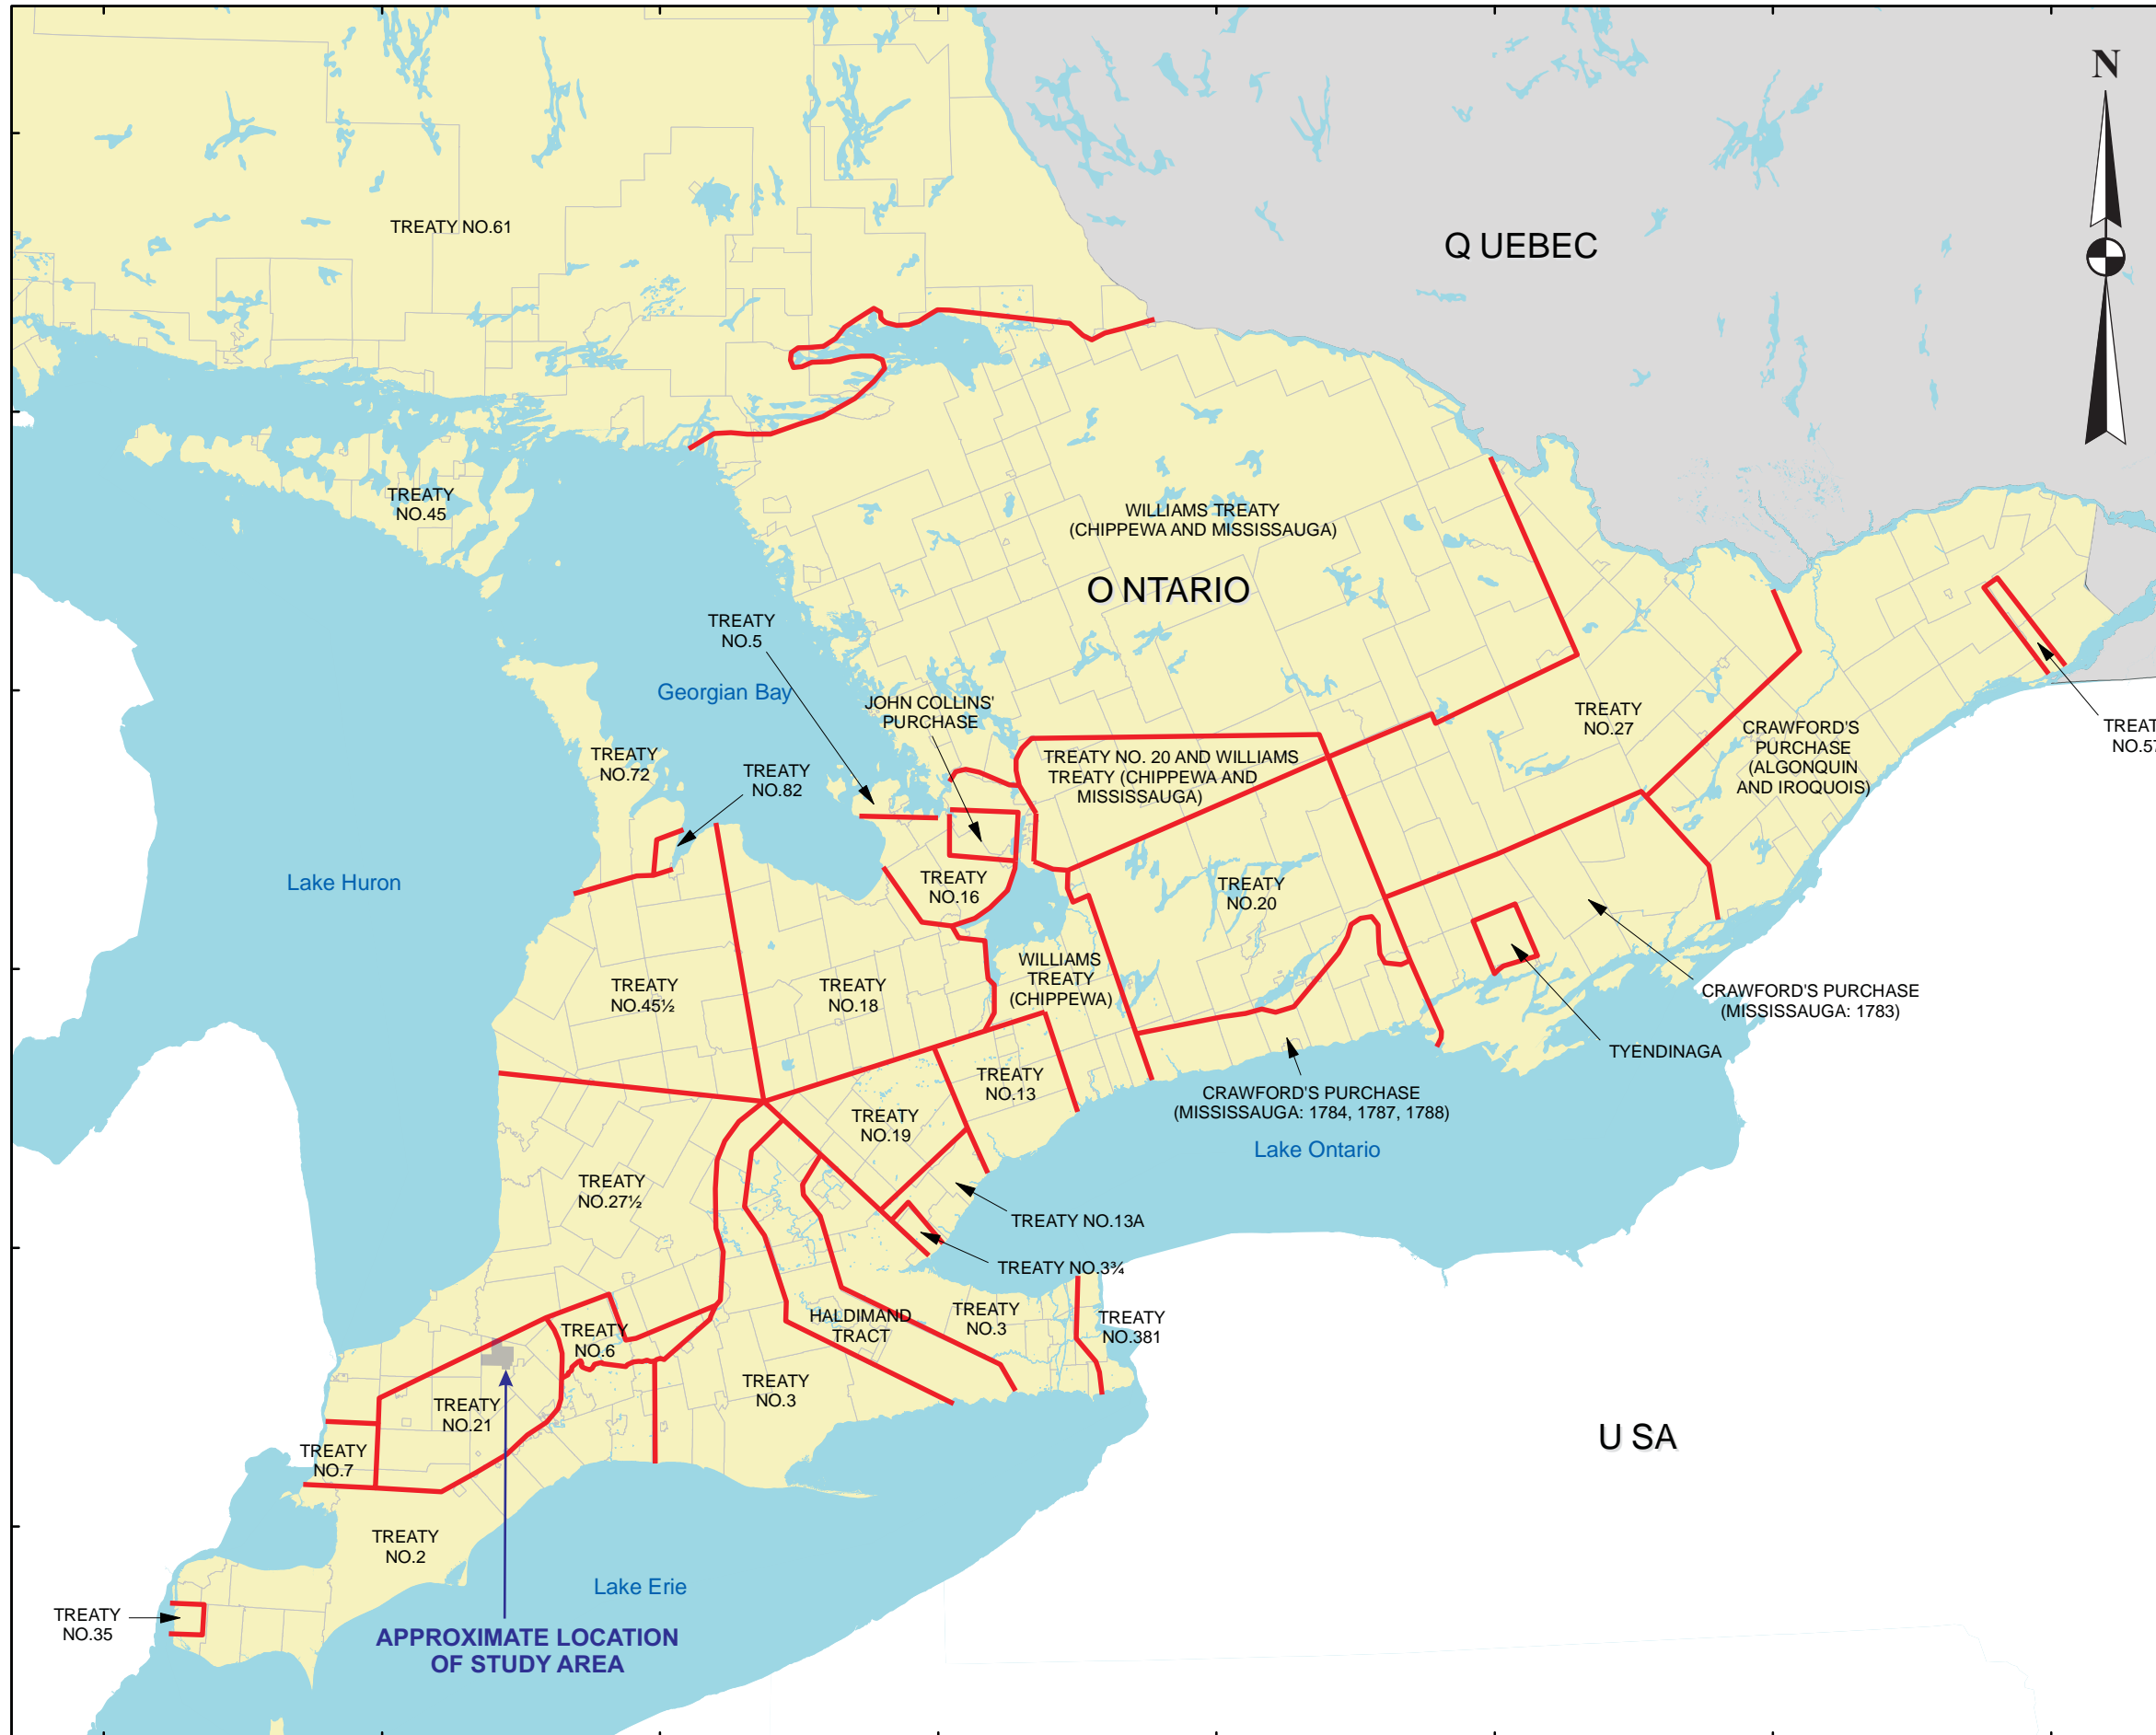 N
TREATY NO.61
Q UEBEC
TREATY
NO.45
WILLIAMS TREATY
(CHIPPEWA AND MISSISSAUGA)
O NTARIO
TREATY
NO.5
Georgian Bay
JOHN COLLINS'
PURCHASE
TREATY
NO.27
CRAWFORD'S
PURCHASE
(ALGONQUIN
AND IROQUOIS)
TREAT
NO.57
TREATY
NO.72
TREATY
NO.82
TREATY NO. 20 AND WILLIAMS
TREATY (CHIPPEWA AND
MISSISSAUGA)
Lake Huron
TREATY
NO.16
TREATY
NO.20
TREATY
NO.45½
TREATY
NO.18
WILLIAMS
TREATY
(CHIPPEWA)
CRAWFORD'S PURCHASE
(MISSISSAUGA: 1783)
TYENDINAGA
TREATY
NO.13
CRAWFORD'S PURCHASE
(MISSISSAUGA: 1784, 1787, 1788)
TREATY
NO.19
Lake Ontario
TREATY
NO.27½
TREATY NO.13A
TREATY NO.3¾
HALDIMAND
TRACT
TREATY
NO.3
TREATY
NO.381
TREATY
NO.6
TREATY
NO.3
TREATY
NO.21
U SA
TREATY
NO.7
TREATY
NO.2
Lake Erie
TREATY
NO.35
APPROXIMATE LOCATION
OF STUDY AREA